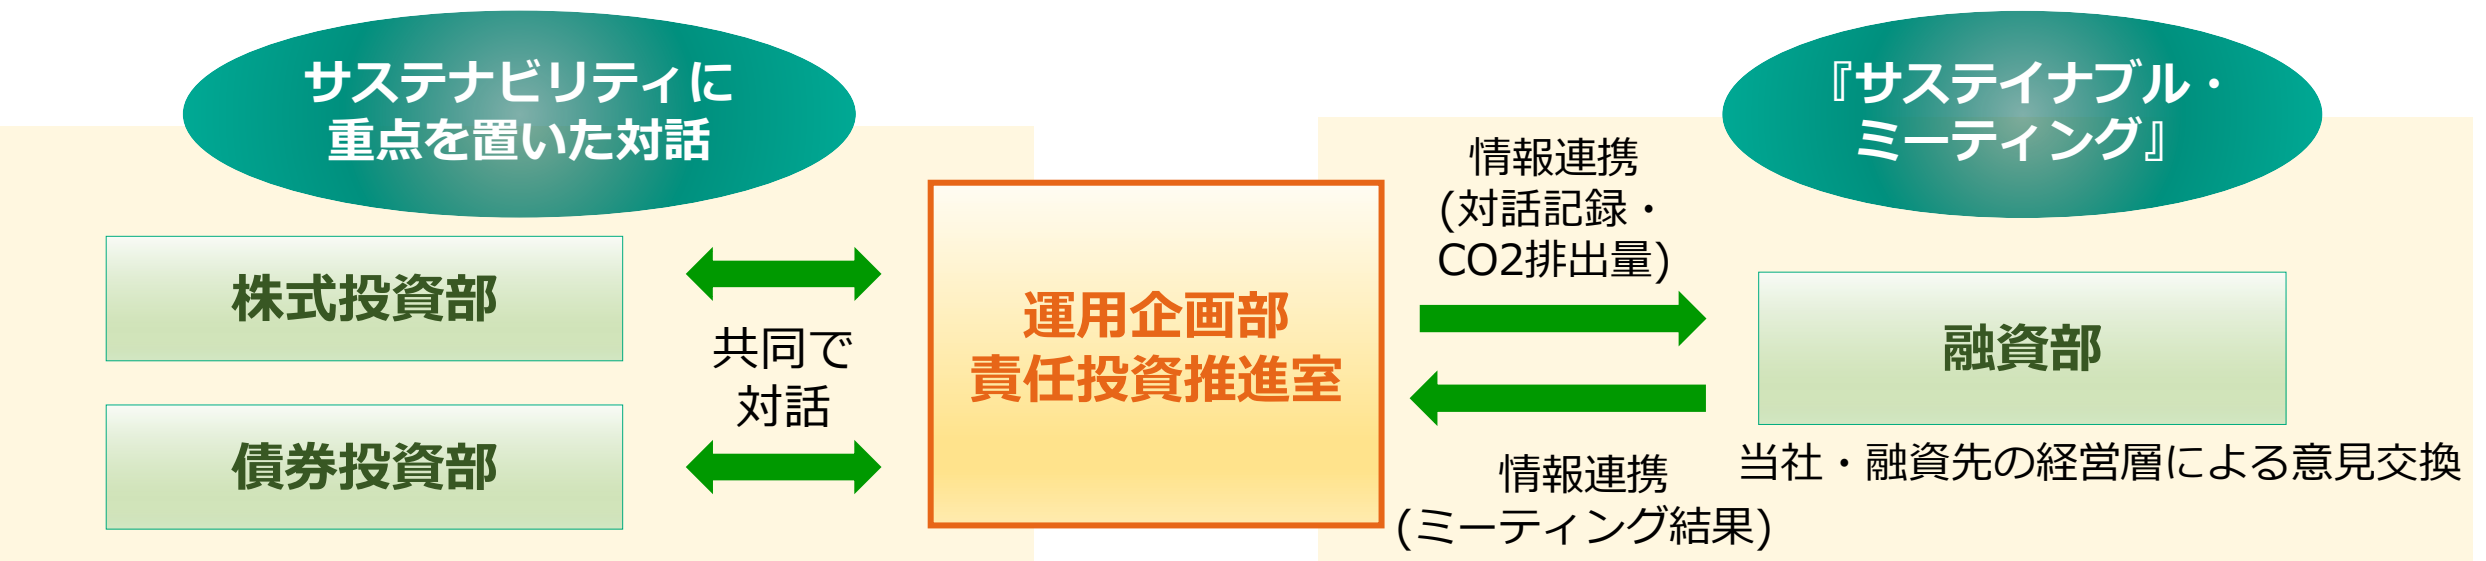 サステナビリティに
重点を置いた対話
株式投資部
債券投資部
共同で
対話
運用企画部
責任投資推進室
情報連携
(対話記録・
CO2排出量)
情報連携
(ミーティング結果)
『サステイナブル・
ミーティング』
融資部
当社・融資先の経営層による意見交換